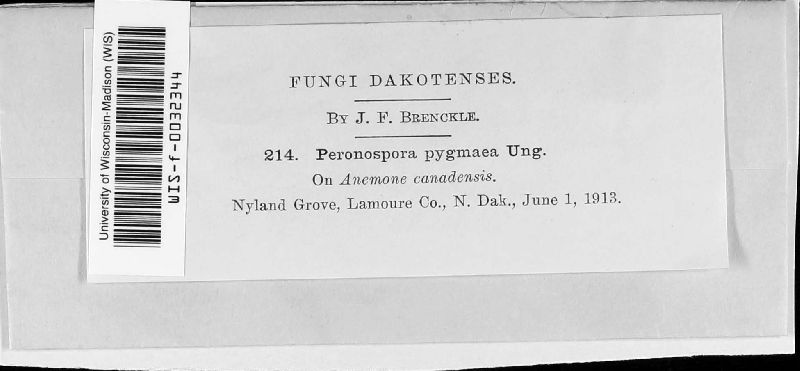 FUNGI DAKOTENSES.
BY J. F. BRENCKLE.
214. Peronospora pygmaea Ung.
On Anemone canadensis.
Nyland Grove, Lamoure Co., N. Dak., June 1, 1913.
University of Wisconsin-Madison (WIS)
WIS-f-002344